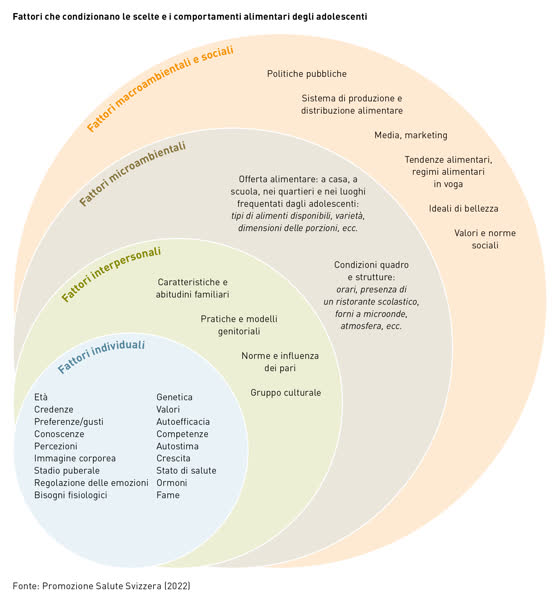 Fattori che condizionano le scelte e i comportamenti alimentari degli adolescenti
Fattori macroambientali e sociali
Politiche pubbliche
Sistema di produzione e
distribuzione alimentare
Media, marketing
Tendenze alimentari,
regimi alimentari
in voga
Ideali di bellezza
Valori e norme
sociali
Fattori microambientali
Offerta alimentare: a casa, a
scuola, nei quartieri e nei luoghi
frequentati dagli adolescenti:
tipi di alimenti disponibili, varietà,
dimensioni delle porzioni, ecc.
Condizioni quadro
e strutture:
orari, presenza di
un ristorante scolastico,
forni a microonde,
atmosfera, ecc.
Fattori interpersonali
Caratteristiche e
abitudini familiari
Pratiche e modelli
genitoriali
Norme e influenza
dei pari
Gruppo culturale
Fattori individuali
Età
Credenze
Preferenze/gusti
Conoscenze
Percezioni
Immagine corporea
Stadio puberale
Regolazione delle emozioni
Bisogni fisiologici
Genetica
Valori
Autoefficacia
Competenze
Autostima
Crescita
Stato di salute
Ormoni
Fame
Fonte: Promozione Salute Svizzera (2022)